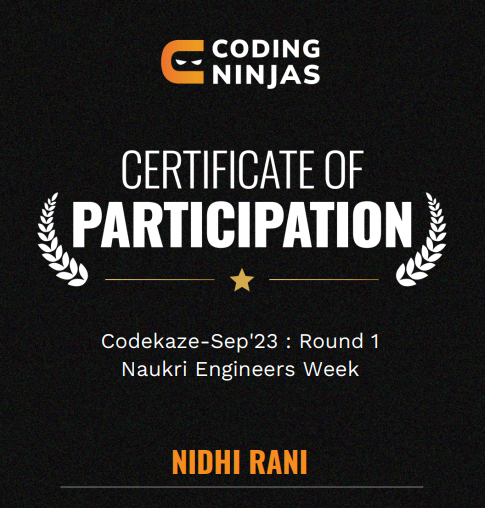 CODING
NINJAS
CERTIFICATE OF
PARTICIPATION
Codekaze-Sep'23 : Round 1
Naukri Engineers Week
NIDHI RANI